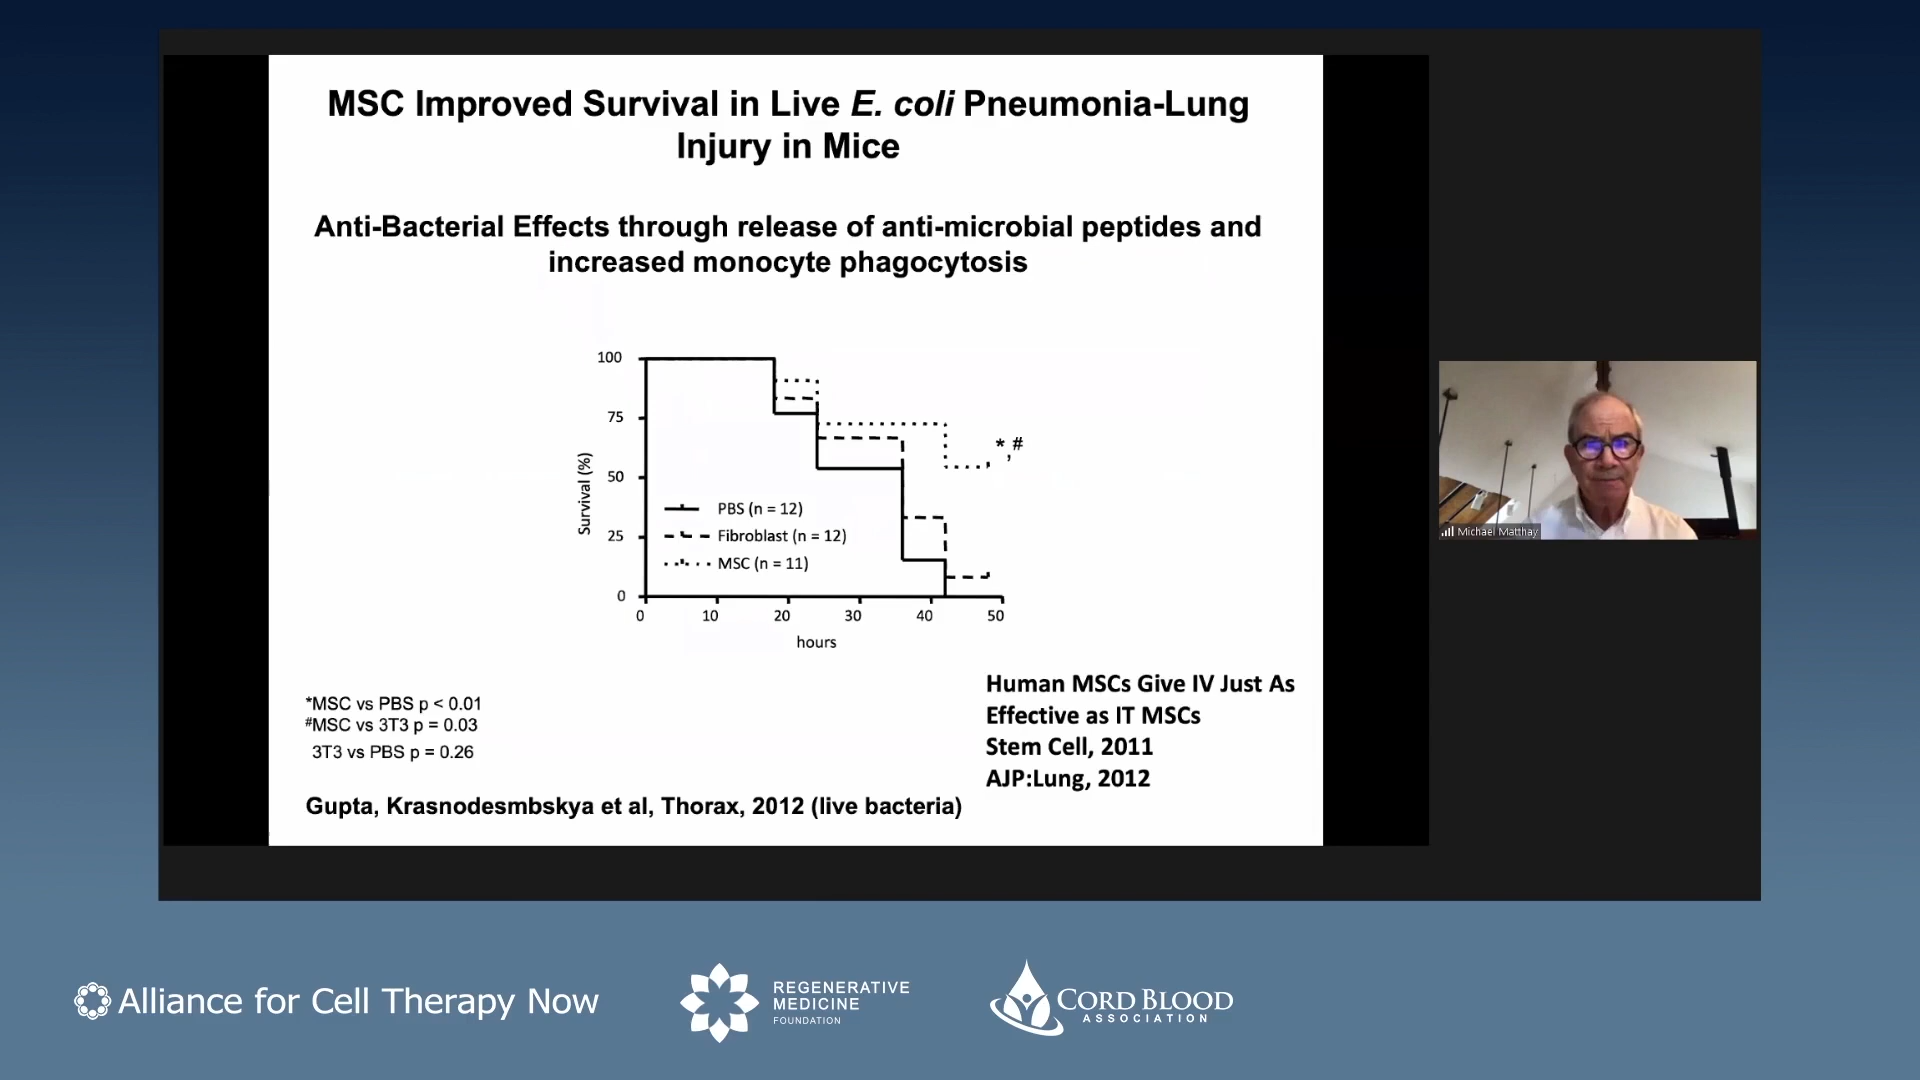 MSC Improved Survival in Live E. coli Pneumonia-Lung
Injury in Mice
Anti-Bacterial Effects through release of anti-microbial peptides and
increased monocyte phagocytosis
100
75
50
25
0
Survival (%)
PBS (n = 12)
Fibroblast (n = 12)
MSC (n = 11)
*,#
0 10 20 30 40 50
hours
*MSC vs PBS p < 0.01
#MSC vs 3T3 p = 0.03
3T3 vs PBS p = 0.26
Human MSCs Give IV Just As
Effective as IT MSCs
Stem Cell, 2011
AJP:Lung, 2012
Gupta, Krasnodesmbskya et al, Thorax, 2012 (live bacteria)
Michael Matthay
Alliance for Cell Therapy Now
REGENERATIVE
MEDICINE
FOUNDATION
CORD BLOOD
ASSOCIATION